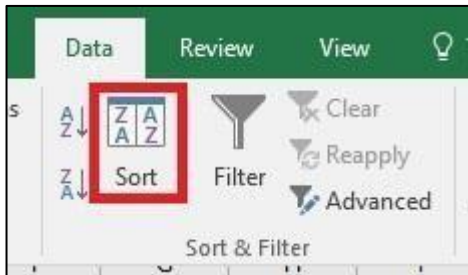 Data Review View
s
A Z
Z A
Z A
A Z
Z A
Sort
Filter
Clear
Reapply
Advanced
Sort & Filter